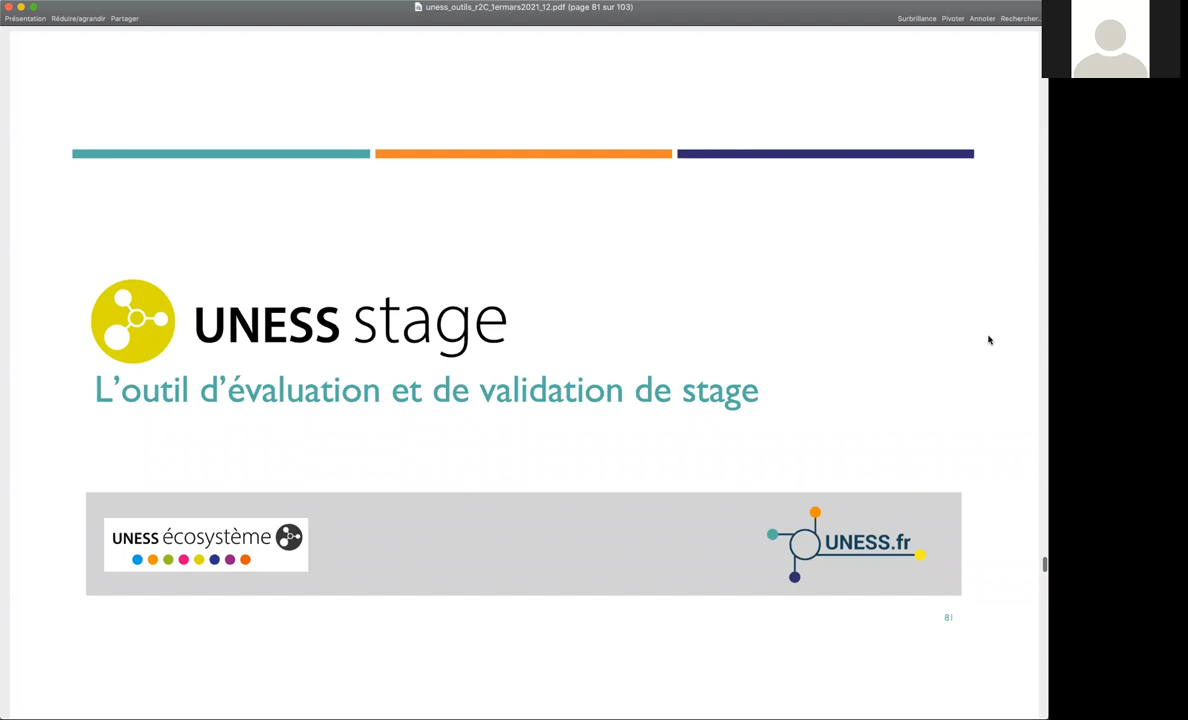 uness_outils_r2C_1ermars2021_12.pdf (page 81 sur 103)
Présentation Réduire/agrandir Partager
Surbrillance Pivoter Annoter Rechercher...
UNESS stage
L'outil d'évaluation et de validation de stage
UNESS écosystème
UNESS.fr
81